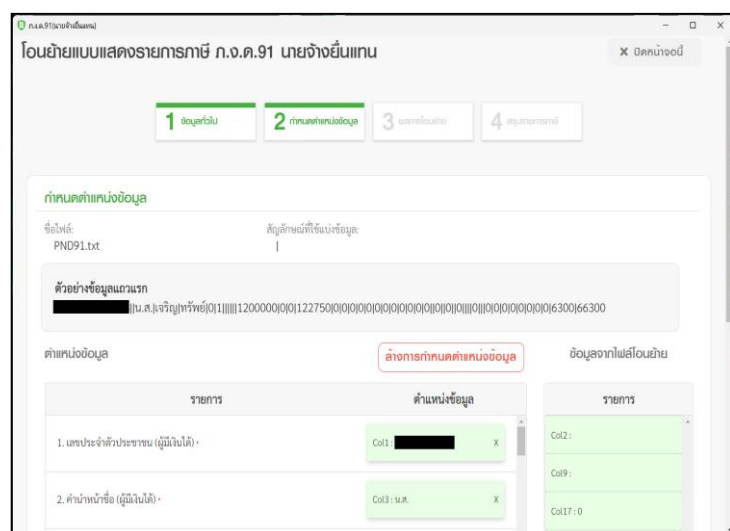 ภ.ง.ด.91(นายจ้างยื่นแทน)
โอนย้ายแบบแสดงรายการภาษี ภ.ง.ด.91 นายจ้างยื่นแทน
× ปิดหน้าจอนี้
1 ข้อมูลทั่วไป
2 กำหนดตำแหน่งข้อมูล
3 ผลการโอนย้าย
4 สรุปรายการภาษี
กำหนดตำแหน่งข้อมูล
ชื่อไฟล์: สัญลักษณ์ที่ใช้แบ่งข้อมูล:
PND91.txt |
ตัวอย่างข้อมูลแถวแรก
||น.ส.|เจริญ|ทรัพย์|0|1||||||1200000|0|0|122750|0|0|0|0|0|0|0|0|0|0|0|0||0||0||0||||0|||0|0|0|0|0|0|0|6300|66300
ตำแหน่งข้อมูล ล้างการกำหนดตำแหน่งข้อมูล ข้อมูลจากไฟล์โอนย้าย
รายการ ตำแหน่งข้อมูล รายการ
1. เลขประจำตัวประชาชน (ผู้มีเงินได้) • Col1 : X
Col2 :
Col9 :
2. คำนำหน้าชื่อ (ผู้มีเงินได้) • Col3 : น.ส. X
Col17 : 0